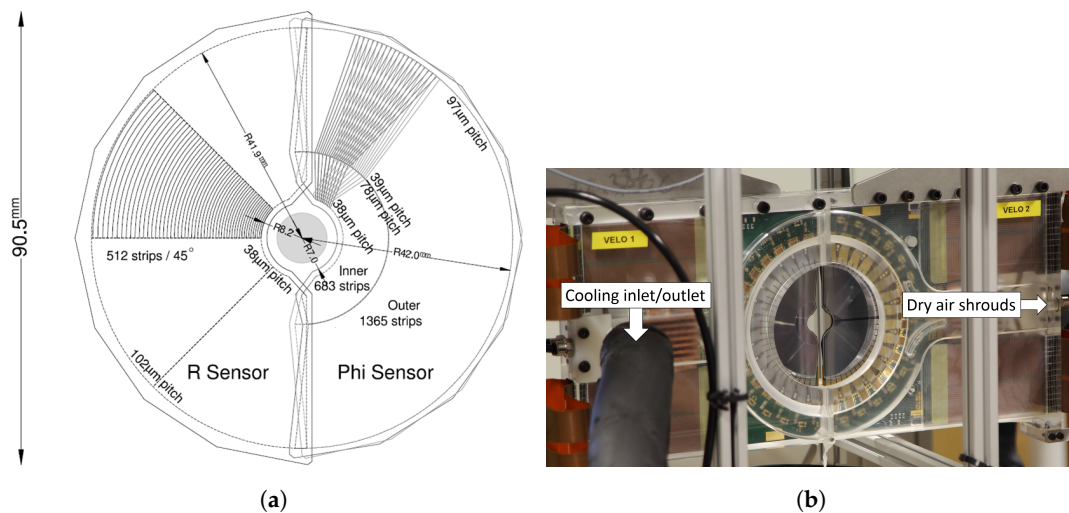 90.5mm
R41.9mm
97µm pitch
39µm pitch
78µm pitch
38µm pitch
R8.2
R7.0
R42.0mm
512 strips / 45°
38µm pitch
Inner
683 strips
Outer
1365 strips
102µm pitch
R Sensor
Phi Sensor
(a)
VELO 1
VELO 2
Cooling inlet/outlet
Dry air shrouds
(b)